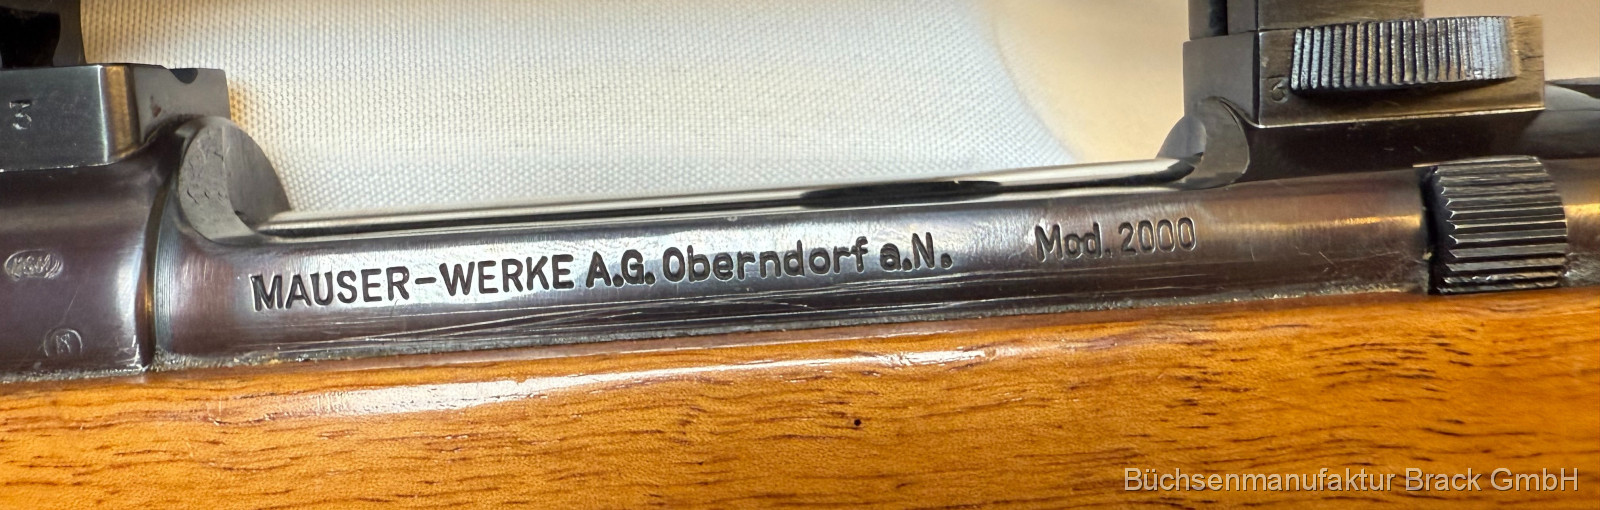 MAUSER-WERKE A.G. Oberndorf a.N. Mod. 2000
Büchsenmanufaktur Brack GmbH